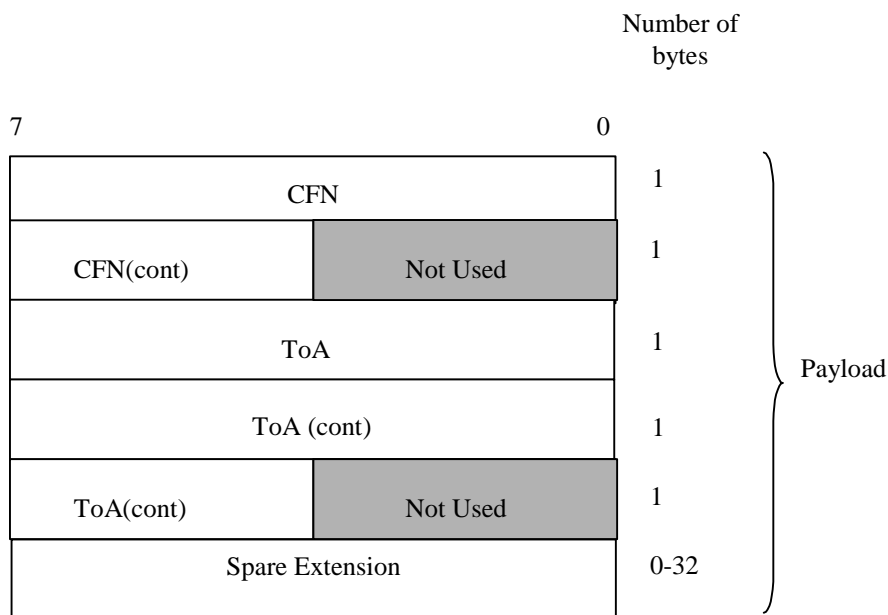 Number of
bytes
7 0
CFN 1
CFN(cont) Not Used 1
ToA 1
Payload
ToA (cont) 1
ToA(cont) Not Used 1
Spare Extension 0-32